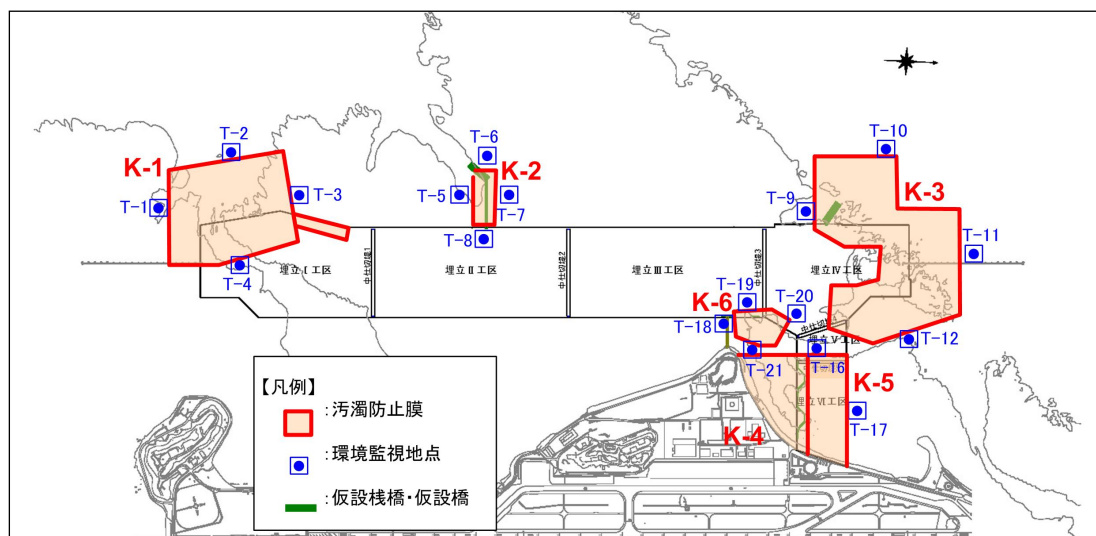 T-10
T-2
T-6
K-1
K-2
K-3
T-3
T-5
T-1
T-7
T-9
T-8
T-11
T-4
埋立Ⅰ工区
中仕切堤1
埋立Ⅱ工区
中仕切堤2
埋立Ⅲ工区
中仕切堤3
埋立Ⅳ工区
T-19
K-6
T-20
T-18
埋立Ⅴ工区
T-12
T-21
T-16
K-5
埋立Ⅵ工区
T-17
K-4
【凡例】
:汚濁防止膜
:環境監視地点
:仮設桟橋・仮設橋